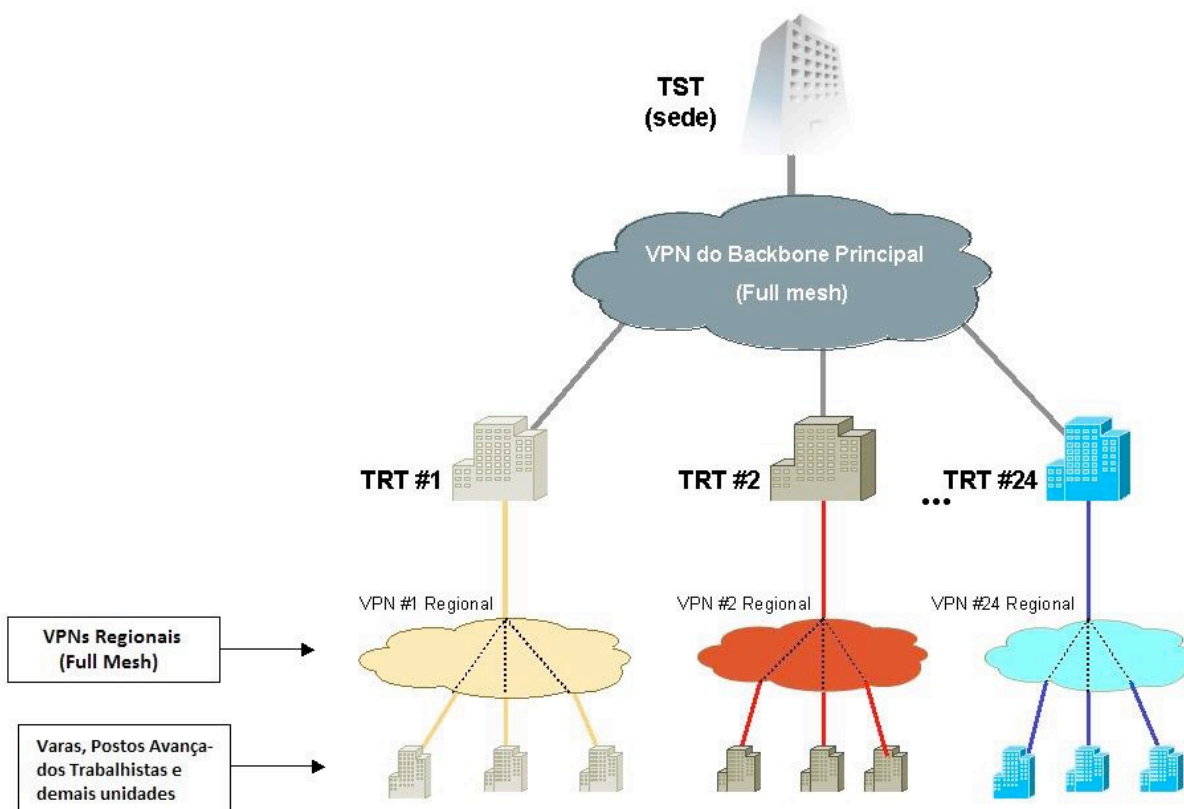 TST
(sede)
VPN do Backbone Principal
(Full mesh)
TRT #1
TRT #2
... TRT #24
VPN #1 Regional
VPN #2 Regional
VPN #24 Regional
VPNs Regionais
(Full Mesh)
Varas, Postos Avança-
dos Trabalhistas e
demais unidades